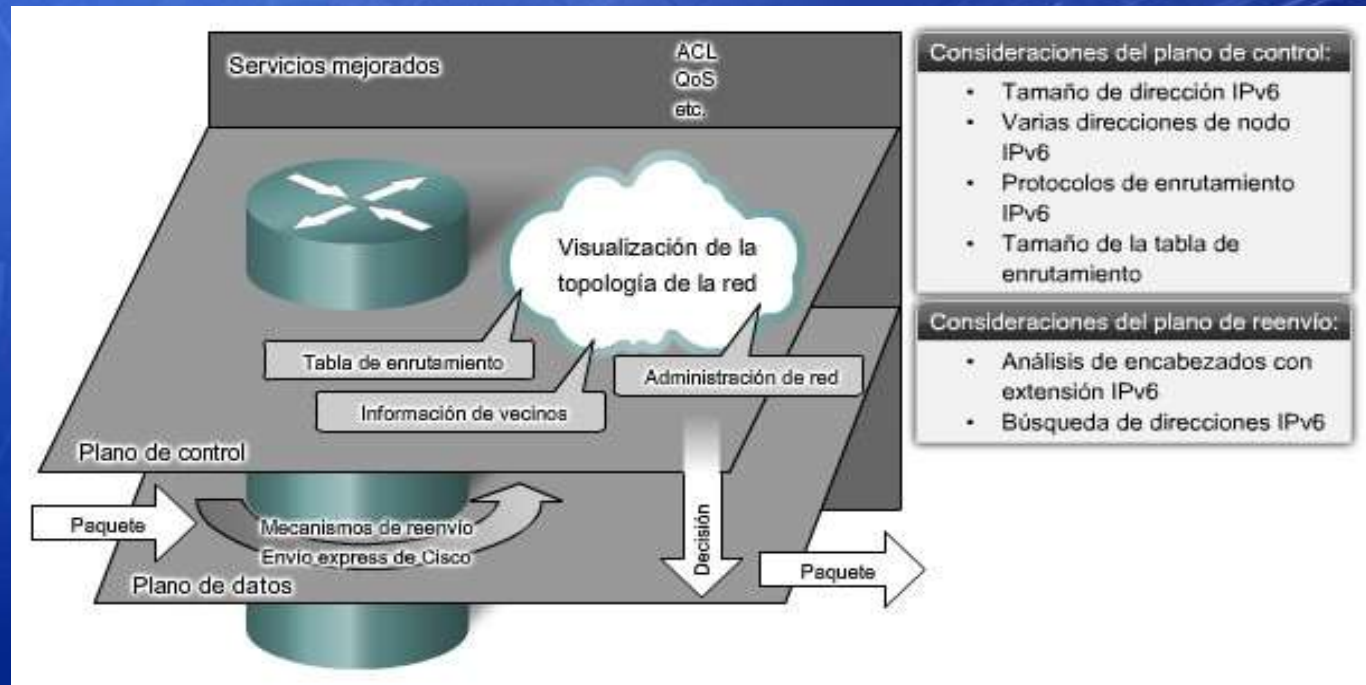 Servicios mejorados
ACL
QoS
etc.
Visualización de la
topología de la red
Tabla de enrutamiento
Información de vecinos
Administración de red
Plano de control
Paquete
Mecanismos de reenvío
Envío express de Cisco
Decisión
Paquete
Plano de datos
Consideraciones del plano de control:
• Tamaño de dirección IPv6
• Varias direcciones de nodo
IPv6
• Protocolos de enrutamiento
IPv6
• Tamaño de la tabla de
enrutamiento
Consideraciones del plano de reenvío:
• Análisis de encabezados con
extensión IPv6
• Búsqueda de direcciones IPv6